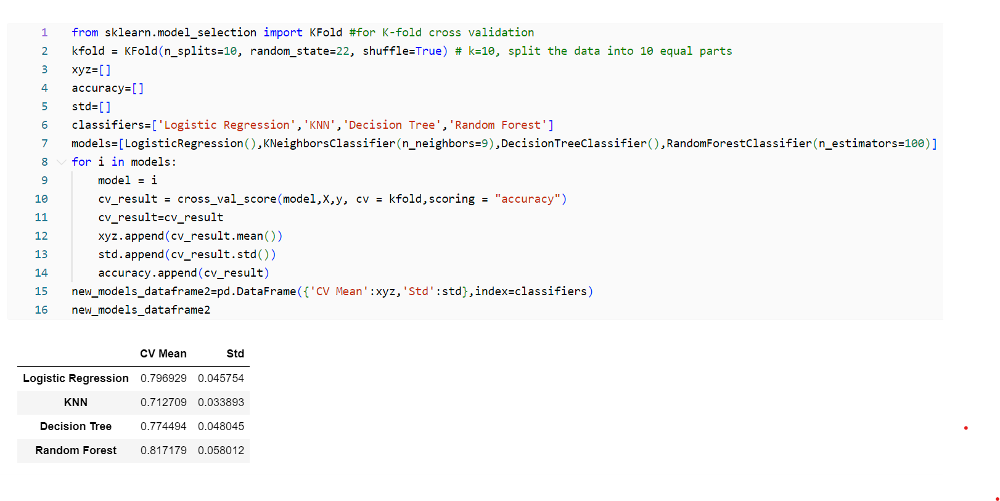 1 from sklearn.model_selection import KFold #for K-fold cross validation
2 kfold = KFold(n_splits=10, random_state=22, shuffle=True) # k=10, split the data into 10 equal parts
3 xyz=[]
4 accuracy=[]
5 std=[]
6 classifiers=['Logistic Regression','KNN','Decision Tree','Random Forest']
7 models=[LogisticRegression(),KNeighborsClassifier(n_neighbors=9),DecisionTreeClassifier(),RandomForestClassifier(n_estimators=100)]
8 for i in models:
9     model = i
10     cv_result = cross_val_score(model,X,y, cv = kfold,scoring = "accuracy")
11     cv_result=cv_result
12     xyz.append(cv_result.mean())
13     std.append(cv_result.std())
14     accuracy.append(cv_result)
15 new_models_dataframe2=pd.DataFrame({'CV Mean':xyz,'Std':std},index=classifiers)
16 new_models_dataframe2
CV Mean Std
Logistic Regression 0.796929 0.045754
KNN 0.712709 0.033893
Decision Tree 0.774494 0.048045
Random Forest 0.817179 0.058012